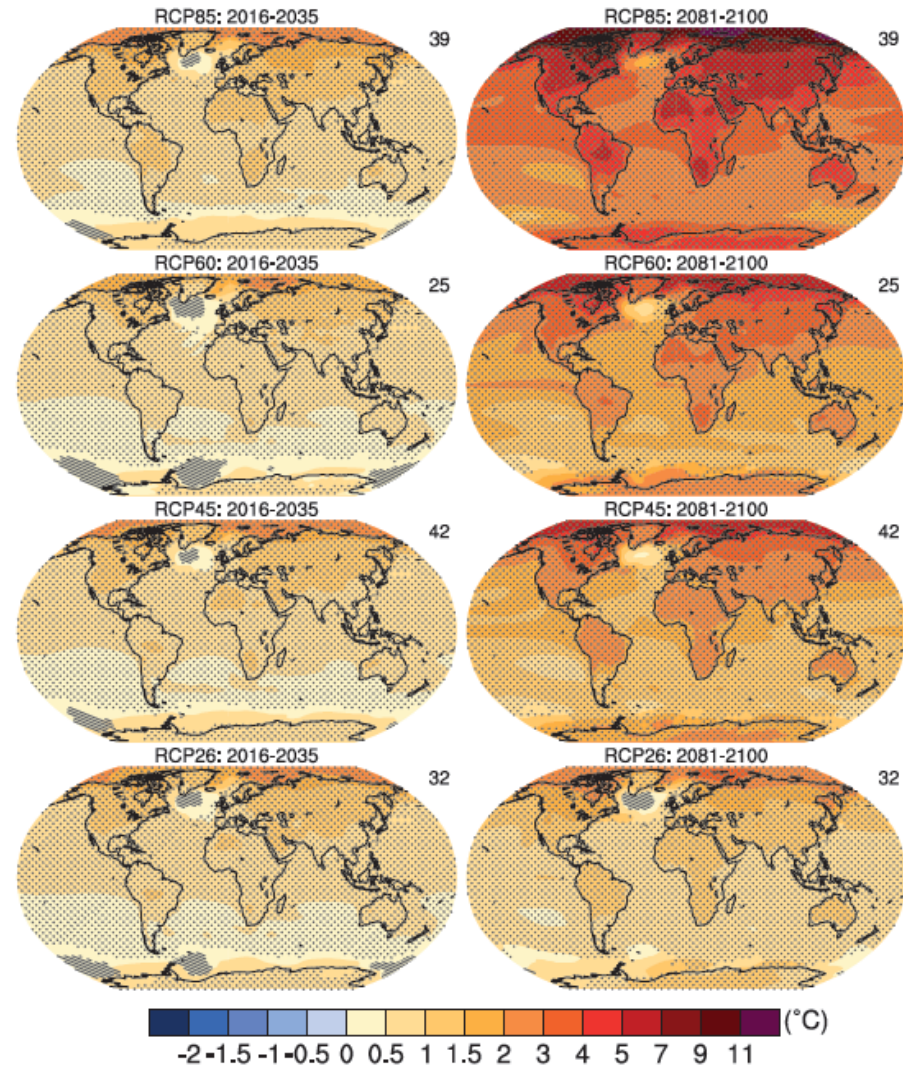 RCP85: 2016-2035
39
RCP85: 2081-2100
39
RCP60: 2016-2035
25
RCP60: 2081-2100
25
RCP45: 2016-2035
42
RCP45: 2081-2100
42
RCP26: 2016-2035
32
RCP26: 2081-2100
32
(°C)
-2 -1.5 -1 -0.5 0 0.5 1 1.5 2 3 4 5 7 9 11